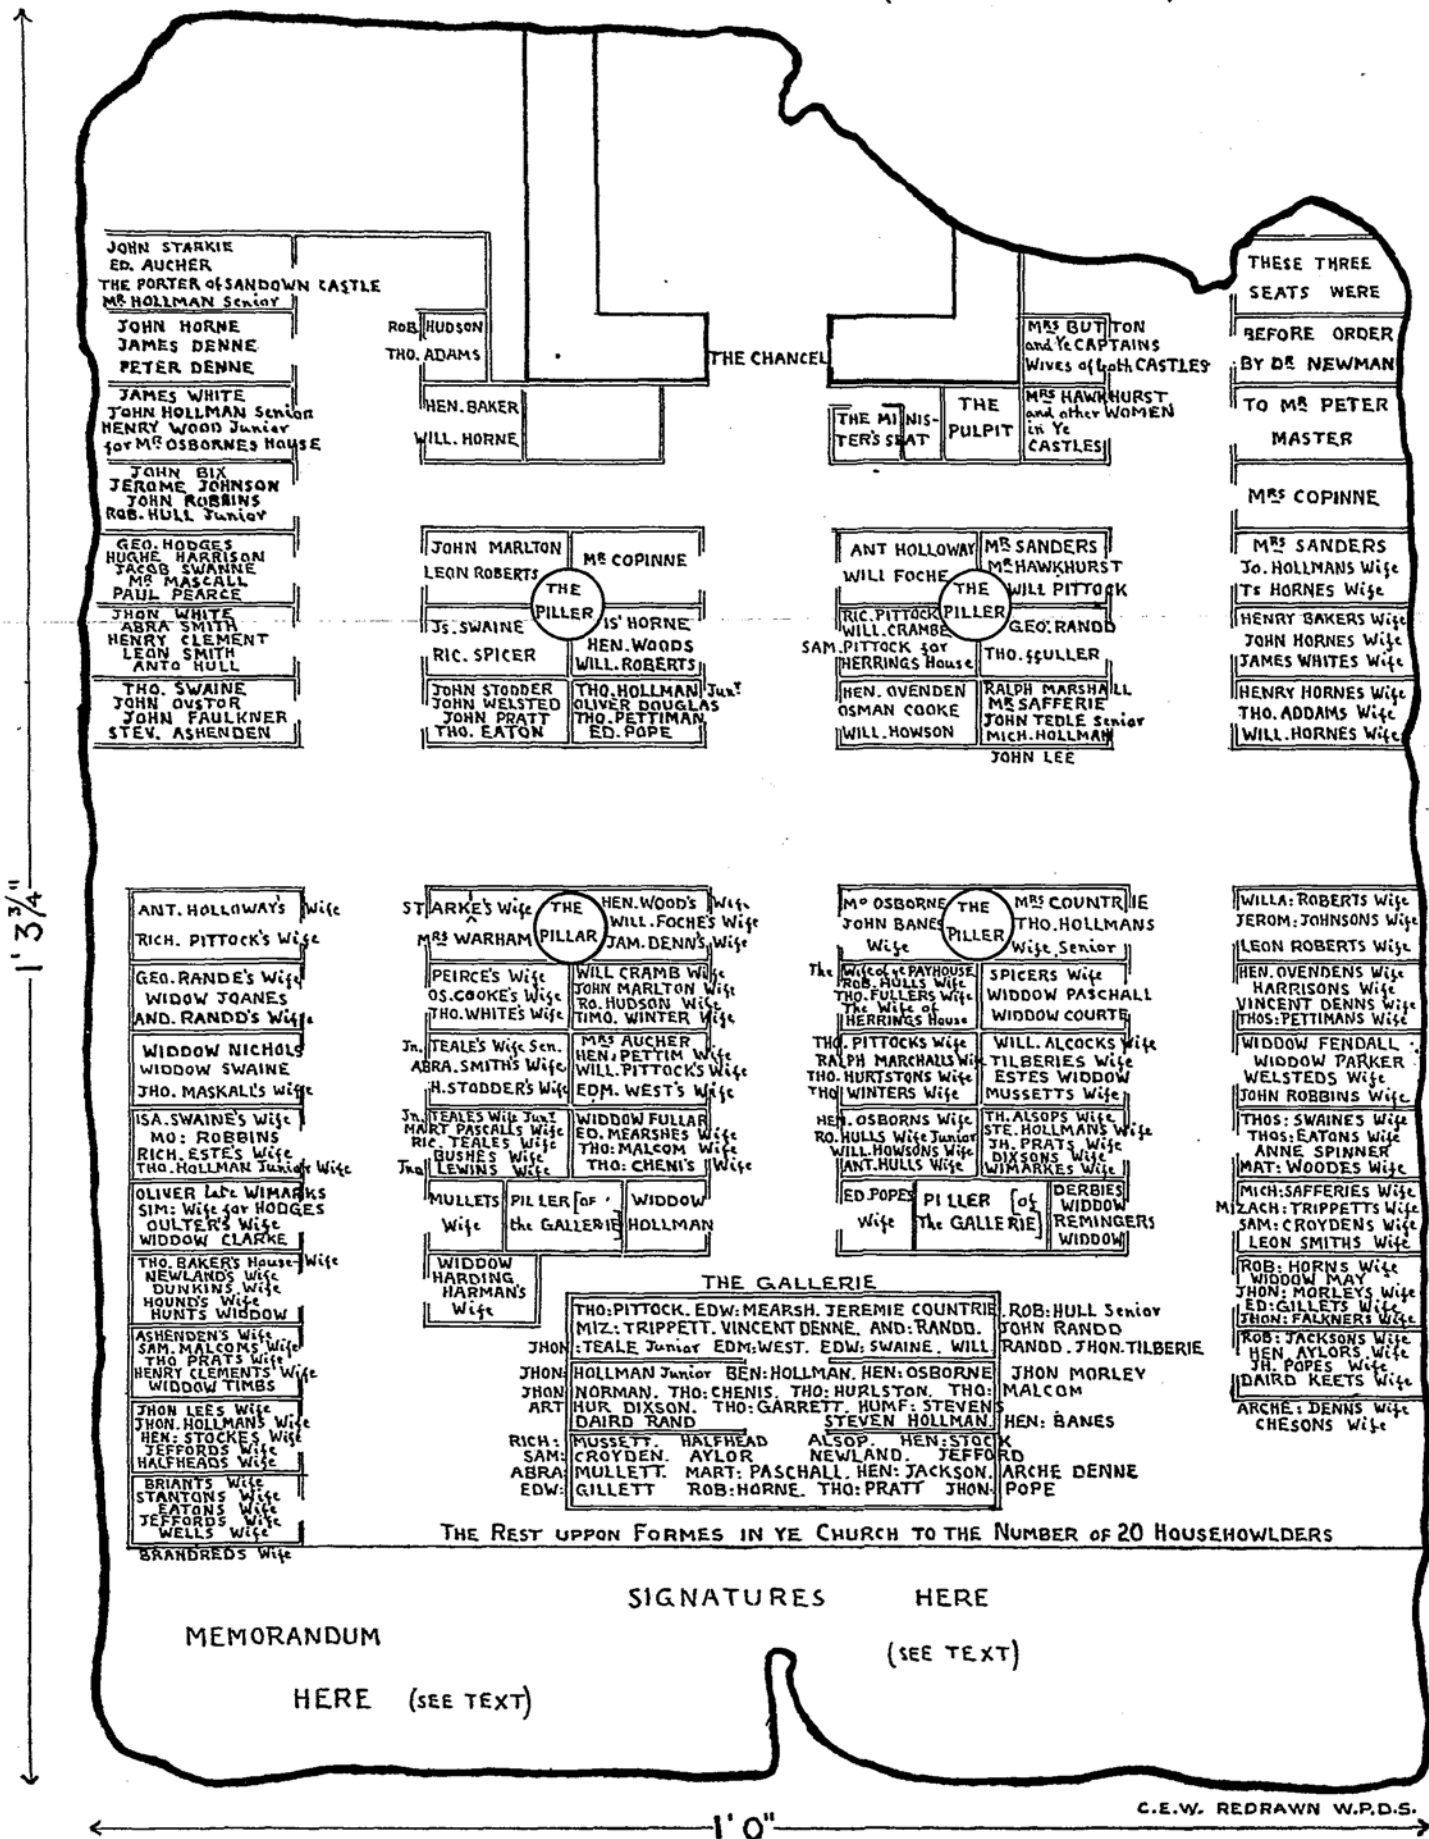 JOHN STARKIE
ED. AUCHER
THE PORTER of SANDOWN CASTLE
MR HOLLMAN Senior
JOHN HORNE
JAMES DENNE
PETER DENNE
JAMES WHITE
JOHN HOLLMAN Senior
HENRY WOOD Junior
for MR OSBORNES HOUSE
JOHN BIX
JEROME JOHNSON
JOHN ROBBINS
ROB. HULL Junior
GEO. HODGES
HUGHE HARRISON
JACOB SWANNE
MR MASCALL
PAUL PEARCE
JHON WHITE
ABRA SMITH
HENRY CLEMENT
LEON SMITH
ANTO HULL
THO. SWAINE
JOHN OVSTOR
JOHN FAULKNER
STEV. ASHENDEN
ROB HUDSON
THO. ADAMS
HEN. BAKER
WILL. HORNE
THE CHANCEL
THE MINIS-
TER'S SEAT
THE
PULPIT
MRS BUTTON
and Ye CAPTAINS
Wives of both CASTLES
MRS HAWKHURST
and other WOMEN
in Ye
CASTLES
THESE THREE
SEATS WERE
BEFORE ORDER
BY DR NEWMAN
TO MR PETER
MASTER
MRS COPINNE
MRS SANDERS
JO. HOLLMANS Wife
TS HORNES Wife
HENRY BAKERS Wife
JOHN HORNES Wife
JAMES WHITES Wife
HENRY HORNES Wife
THO. ADDAMS Wife
WILL. HORNES Wife
JOHN MARLTON
LEON ROBERTS
MR COPINNE
THE
PILLER
JS. SWAINE
RIC. SPICER
IS' HORNE
HEN. WOODS
WILL. ROBERTS
JOHN STODDER
JOHN WELSTED
JOHN PRATT
THO. EATON
THO. HOLLMAN Junr
OLIVER DOUGLAS
THO. PETTIMAN
ED. POPE
ANT HOLLOWAY
WILL FOCHE
MR SANDERS
MR HAWKHURST
WILL PITTOCK
THE
PILLER
RIC. PITTOCK
WILL. CRAMBE
SAM. PITTOCK for
HERRINGS House
GEO. RANDD
THO. ffULLER
HEN. OVENDEN
OSMAN COOKE
WILL. HOWSON
RALPH MARSHALL
MR SAFFERIE
JOHN TEDLE Senior
MICH. HOLLMAN
JOHN LEE
ANT. HOLLOWAY'S Wife
RICH. PITTOCK'S Wife
GEO. RANDE'S Wife
WIDOW JOANES
AND. RANDD'S Wiffe
WIDDOW NICHOLS
WIDDOW SWAINE
JHO. MASKALL'S Wiffe
ISA. SWAINE'S Wife
MO: ROBBINS
RICH. ESTE'S Wife
THO. HOLLMAN Junior Wife
OLIVER late WIMARKS
SIM: Wife for HODGES
OULTER'S Wife
WIDDOW CLARKE
THO. BAKER'S House-Wife
NEWLAND'S Wife
DUNKINS Wife
HOUND'S Wife
HUNTS WIDDOW
ASHENDEN'S Wife
SAM. MALCOMS Wife
THO PRATS Wife
HENRY CLEMENTS Wife
WIDDOW TIMBS
JHON LEES Wife
JHON. HOLLMANS Wife
HEN: STOCKES Wife
JEFFORDS Wife
HALFHEADS Wife
BRIANTS Wife
STANTONS Wife
EATONS Wife
JEFFORDS Wife
WELLS Wife
BRANDREDS Wife
STARKE'S Wife
MRS WARHAM
THE
PILLAR
HEN. WOOD'S Wife
WILL. FOCHE'S Wife
JAM. DENN'S Wife
PEIRCE'S Wife
OS. COOKE'S Wife
THO. WHITE'S Wife
WILL CRAMB Wife
JOHN MARLTON Wife
RO. HUDSON Wife
TIMO. WINTER Wife
Jn. TEALE'S Wife Sen.
ABRA. SMITH'S Wife
H. STODDER'S Wife
MRS AUCHER
HEN. PETTIM Wife
WILL. PITTOCK'S Wife
EDM. WEST'S Wife
Jn. TEALES Wife Junr
MART PASCALLS Wife
RIC. TEALES Wife
BUSHES Wife
Jno LEWINS Wife
WIDDOW FULLAR
ED. MEARSHES Wife
THO: MALCOM Wife
THO: CHENI'S Wife
MULLETS
Wife
PILLER [OF
the GALLERIE]
WIDDOW
HOLLMAN
WIDDOW
HARDING
HARMAN'S
Wife
Mo OSBORNE
JOHN BANES
Wife
THE
PILLER
MRS COUNTRIE
THO. HOLLMANS
Wife Senior
The Wife of ye PAYHOUSE
ROB. HULLS Wife
THO. FULLERS Wife
The Wife of
HERRINGS House
SPICERS Wife
WIDDOW PASCHALL
WIDDOW COURTE
THO. PITTOCKS Wife
RALPH MARCHALLS Wife
THO. HURTSTONS Wife
THO WINTERS Wife
WILL. ALCOCKS Wife
TILBERIES Wife
ESTES WIDDOW
MUSSETTS Wife
HEN. OSBORNS Wife
RO. HULLS Wife Junior
WILL. HOWSONS Wife
ANT. HULLS Wife
TH. ALSOPS Wife
STE. HOLLMANS Wife
JH. PRATS Wife
DIXSONS Wife
WIMARKES Wife
ED. POPES
Wife
PILLER [of
The GALLERIE]
DERBIES
WIDDOW
REMINGERS
WIDDOW
WILLA: ROBERTS Wife
JEROM: JOHNSONS Wife
LEON ROBERTS Wife
HEN. OVENDENS Wife
HARRISONS Wife
VINCENT DENNS Wife
THOS: PETTIMANS Wife
WIDDOW FENDALL
WIDDOW PARKER
WELSTEDS Wife
JOHN ROBBINS Wife
THOS: SWAINES Wife
THOS: EATONS Wife
ANNE SPINNER
MAT: WOODES Wife
MICH: SAFFERIES Wife
MIZACH: TRIPPETTS Wife
SAM: CROYDENS Wife
LEON SMITHS Wife
ROB: HORNS Wife
WIDDOW MAY
JHON: MORLEYS Wife
ED: GILLETS Wife
JHON: FALKNERS Wife
ROB: JACKSONS Wife
HEN. AYLORS Wife
JH. POPES Wife
DAIRD KEETS Wife
ARCHE: DENNS Wife
CHESONS Wife
THE GALLERIE
THO: PITTOCK. EDW: MEARSH. JEREMIE COUNTRIE. ROB: HULL Senior
MIZ: TRIPPETT. VINCENT DENNE. AND: RANDD. JOHN RANDD
JHON: TEALE Junior EDM: WEST. EDW: SWAINE. WILL. RANDD. JHON. TILBERIE
JHON: HOLLMAN Junior BEN: HOLLMAN. HEN: OSBORNE JHON MORLEY
JHON NORMAN. THO: CHENIS. THO: HURLSTON. THO: MALCOM
ARTHUR DIXSON. THO: GARRETT. HUMF: STEVENS
DAIRD RAND STEVEN HOLLMAN. HEN: BANES
RICH: MUSSETT. HALFHEAD ALSOP. HEN: STOCK
SAM: CROYDEN. AYLOR NEWLAND. JEFFORD
ABRA: MULLETT. MART: PASCHALL. HEN: JACKSON. ARCHE DENNE
EDW: GILLETT ROB: HORNE. THO: PRATT JHON: POPE
THE REST UPPON FORMES IN YE CHURCH TO THE NUMBER OF 20 HOUSEHOWLDERS
SIGNATURES HERE
(SEE TEXT)
MEMORANDUM
HERE (SEE TEXT)
1' 3 3/4"
1' 0"
C.E.W. REDRAWN W.P.D.S.